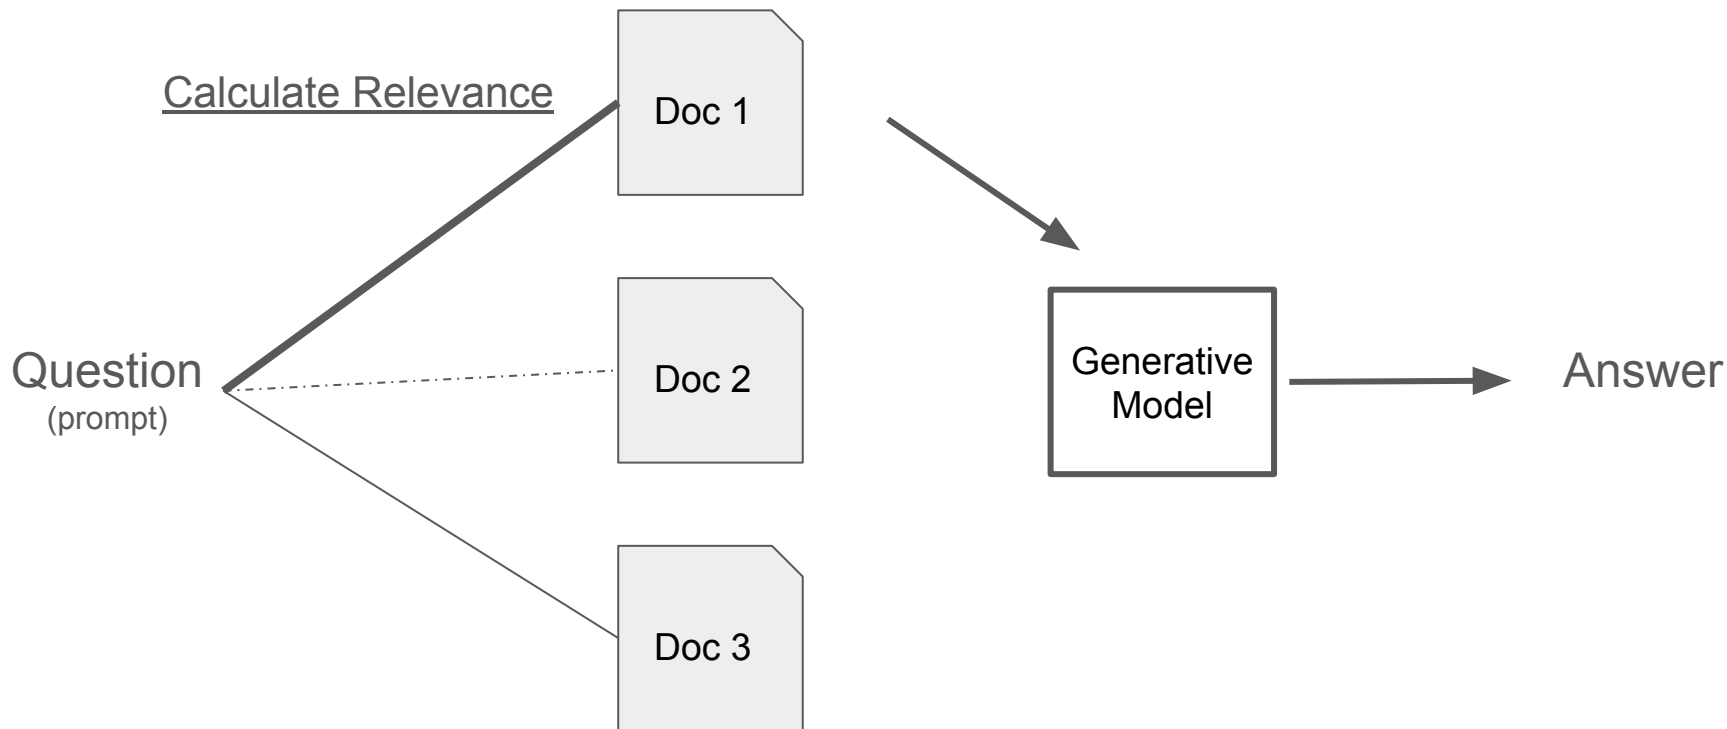 Calculate Relevance
Doc 1
Question
(prompt)
Doc 2
Generative
Model
Answer
Doc 3